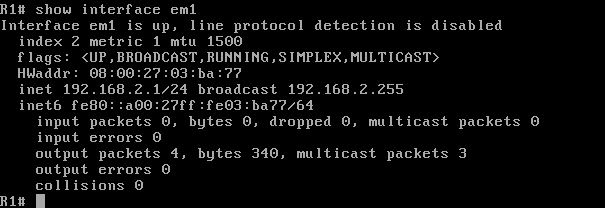 R1# show interface em1
Interface em1 is up, line protocol detection is disabled
index 2 metric 1 mtu 1500
flags: <UP,BROADCAST,RUNNING,SIMPLEX,MULTICAST>
HWaddr: 08:00:27:03:ba:77
inet 192.168.2.1/24 broadcast 192.168.2.255
inet6 fe80::a00:27ff:fe03:ba77/64
input packets 0, bytes 0, dropped 0, multicast packets 0
input errors 0
output packets 4, bytes 340, multicast packets 3
output errors 0
collisions 0
R1#